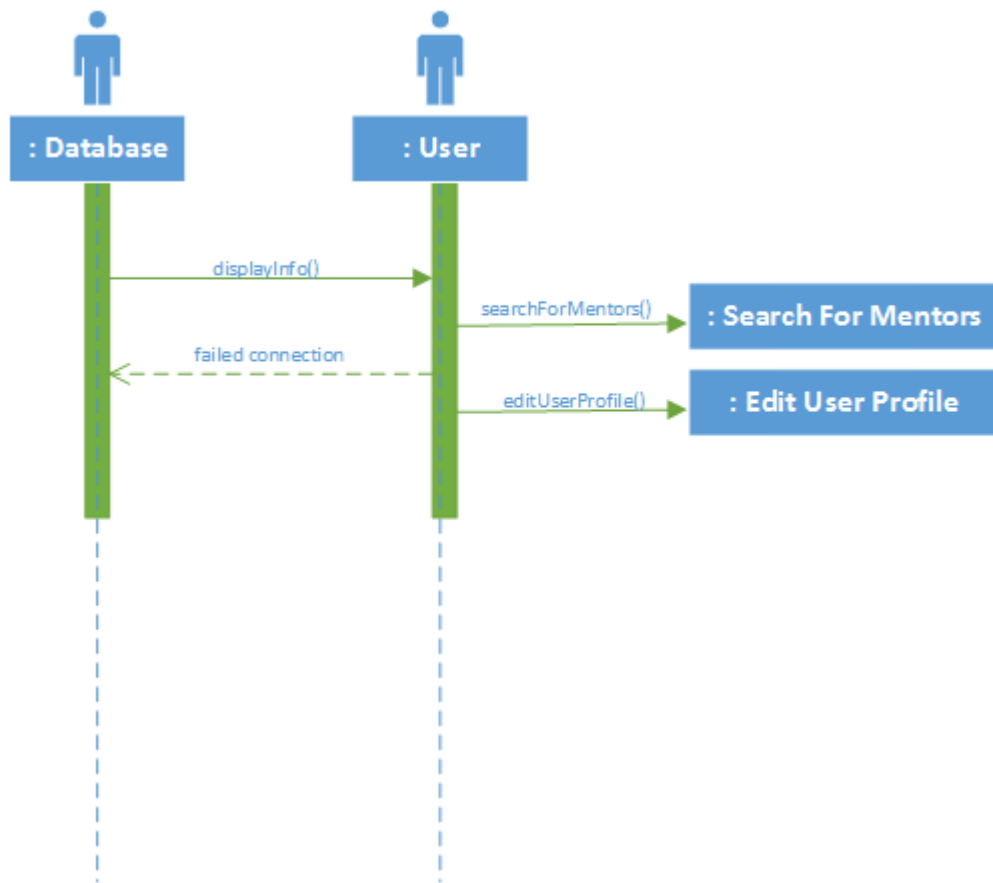 : Database
: User
displayInfo()
searchForMentors()
: Search For Mentors
failed connection
editUserProfile()
: Edit User Profile